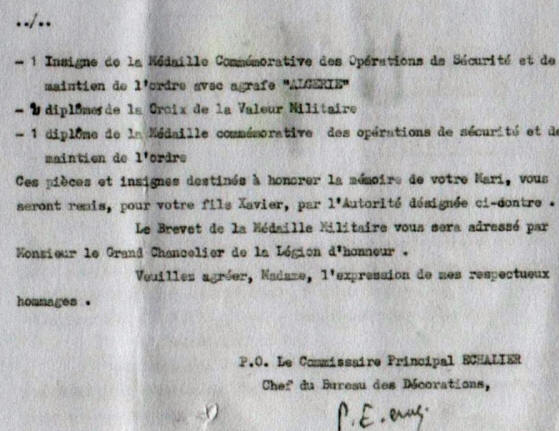 ../..
- 1 Insigne de la Médaille Commémorative des Opérations de Sécurité et de
maintien de l'ordre avec agrafe "ALGERIE"
- 2 diplômes de la Croix de la Valeur Militaire
- 1 diplôme de la Médaille commémorative des opérations de sécurité et de
maintien de l'ordre
Ces pièces et insignes destinés à honorer la mémoire de votre Mari, vous
seront remis, pour votre fils Xavier, par l'Autorité désignée ci-contre .
Le Brevet de la Médaille Militaire vous sera adressé par
Monsieur le Grand Chancelier de la Légion d'honneur .
Veuillez agréer, Madame, l'expression de mes respectueux
hommages .
P.O. Le Commissaire Principal ECHALIER
Chef du Bureau des Décorations,